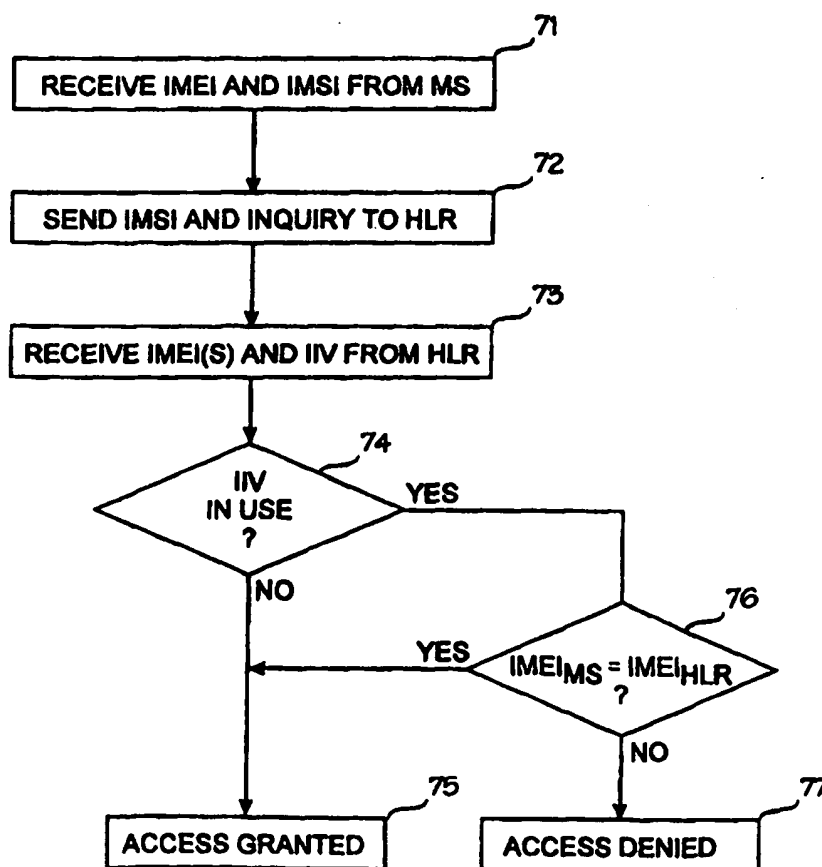 71
RECEIVE IMEI AND IMSI FROM MS
72
SEND IMSI AND INQUIRY TO HLR
73
RECEIVE IMEI(S) AND IIV FROM HLR
74
IIV
IN USE
?
YES
NO
76
YES
IMEIMS = IMEIHLR
?
NO
75
ACCESS GRANTED
77
ACCESS DENIED